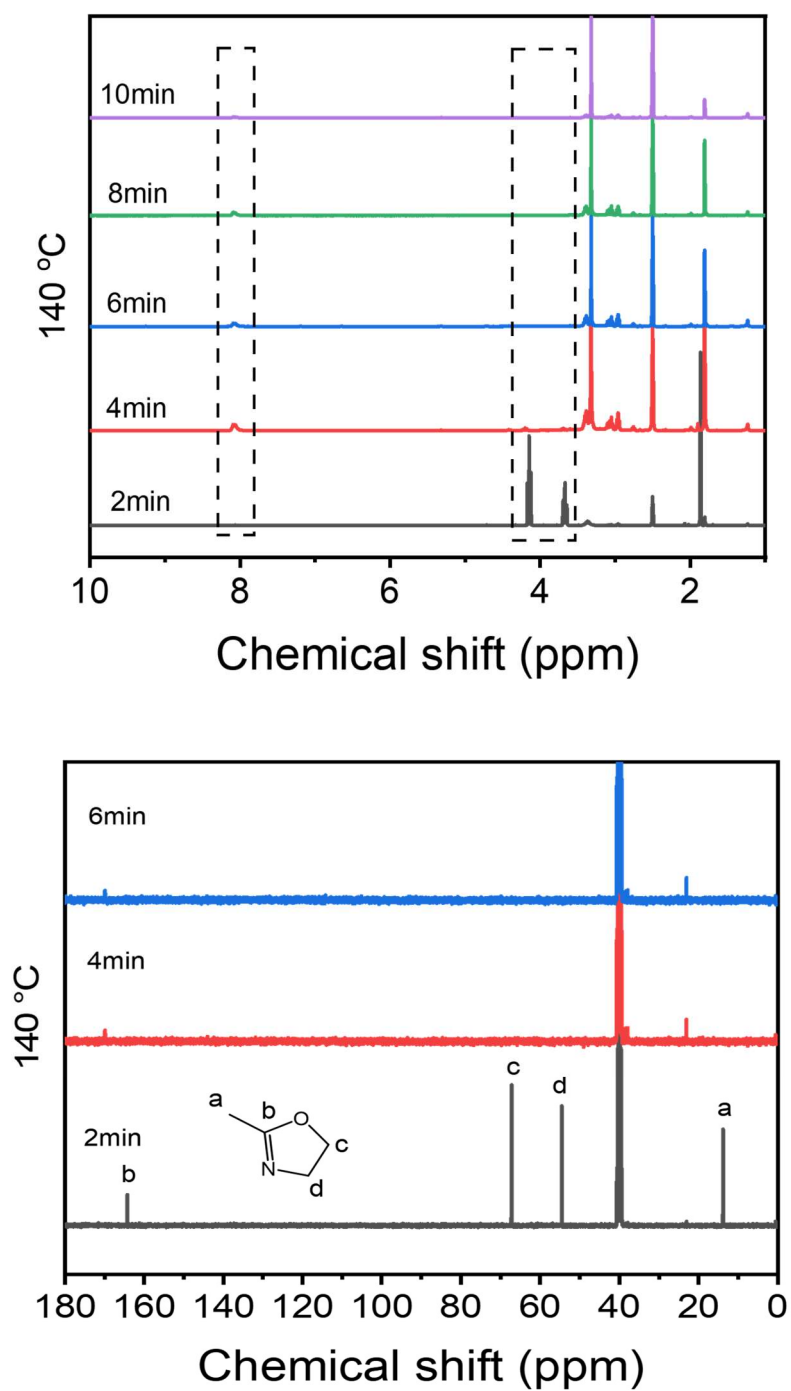 10min
8min
6min
4min
2min
140 ºC
10 8 6 4 2
Chemical shift (ppm)
6min
4min
2min
140 °C
a
b
O
c
N
d
b
c
d
a
180 160 140 120 100 80 60 40 20 0
Chemical shift (ppm)